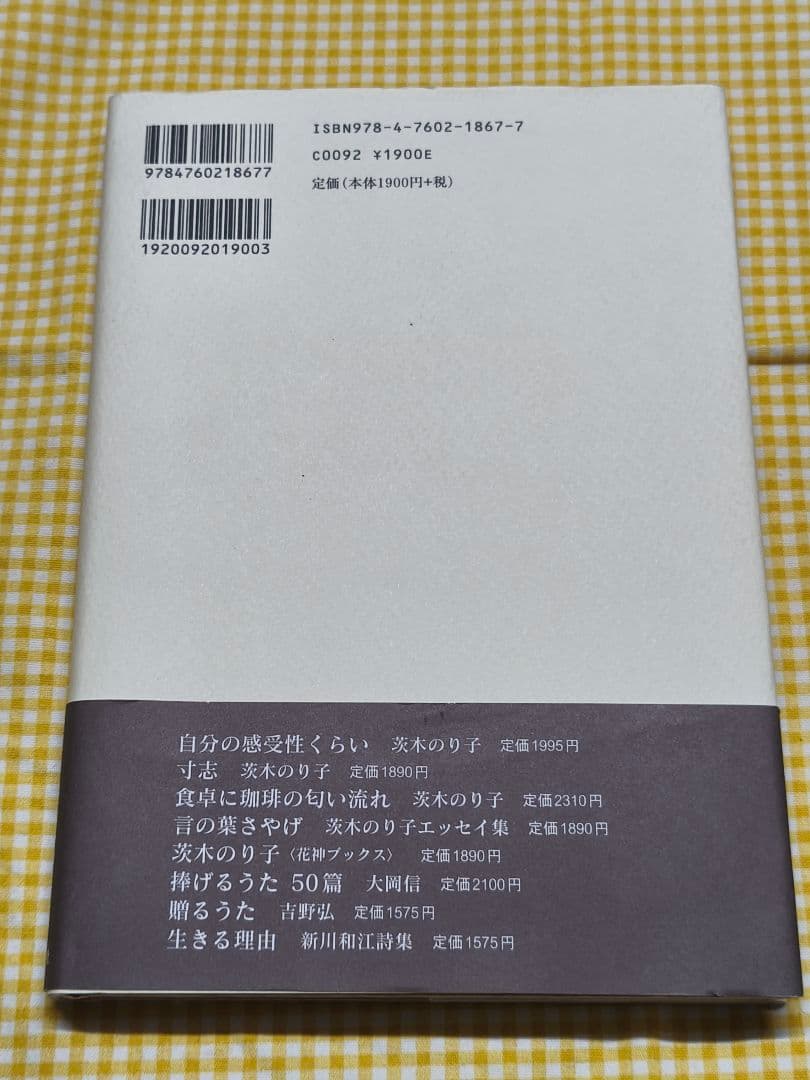 ISBN978-4-7602-1867-7
C0092 ¥1900E
定価(本体1900円+税)
9784760218677
1920092019003
自分の感受性くらい 茨木のり子 定価1995円
寸志 茨木のり子 定価1890円
食卓に珈琲の匂い流れ 茨木のり子 定価2310円
言の葉さやげ 茨木のり子エッセイ集 定価1890円
茨木のり子〈花神ブックス〉 定価1890円
捧げるうた 50篇 大岡信 定価2100円
贈るうた 吉野弘 定価1575円
生きる理由 新川和江詩集 定価1575円